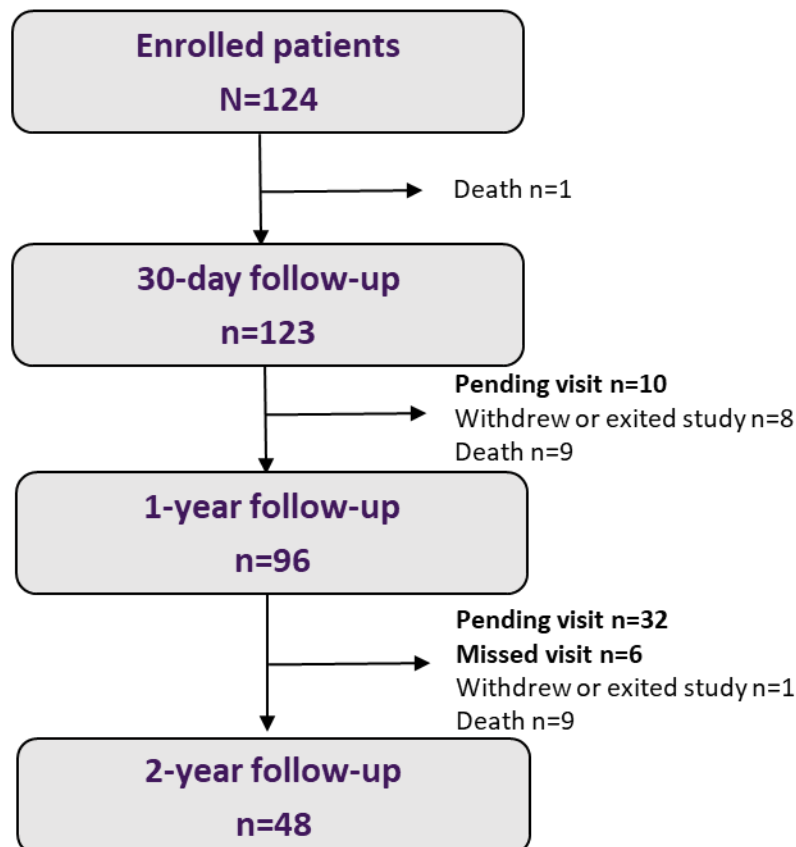 Enrolled patients
N=124
Death n=1
30-day follow-up
n=123
Pending visit n=10
Withdrew or exited study n=8
Death n=9
1-year follow-up
n=96
Pending visit n=32
Missed visit n=6
Withdrew or exited study n=1
Death n=9
2-year follow-up
n=48